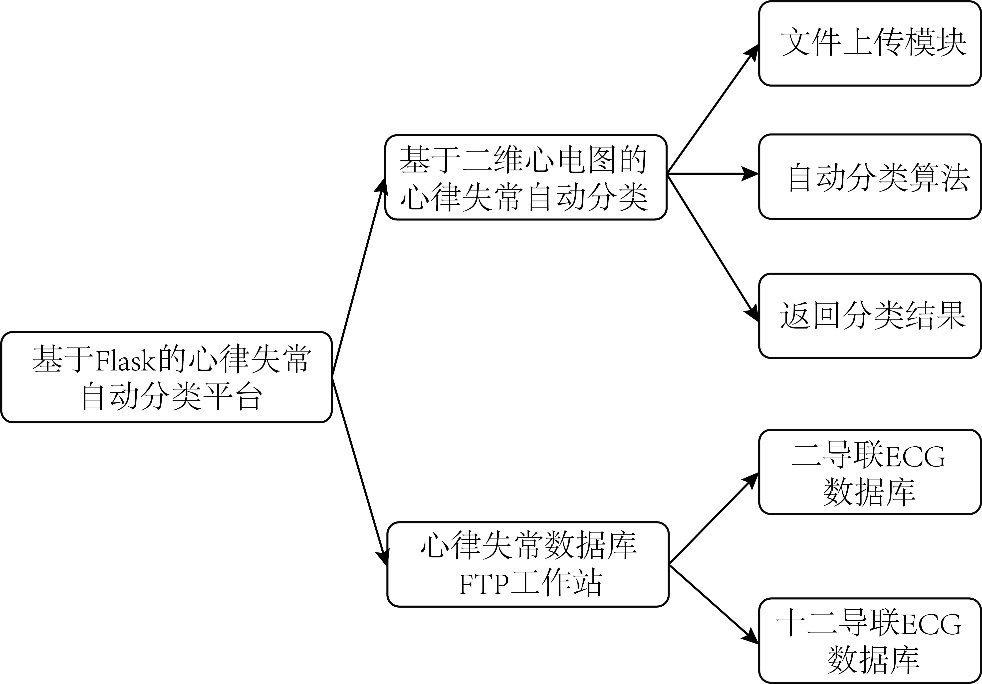 文件上传模块
基于二维心电图的
心律失常自动分类
自动分类算法
返回分类结果
基于Flask的心律失常
自动分类平台
二导联ECG
数据库
心律失常数据库
FTP工作站
十二导联ECG
数据库